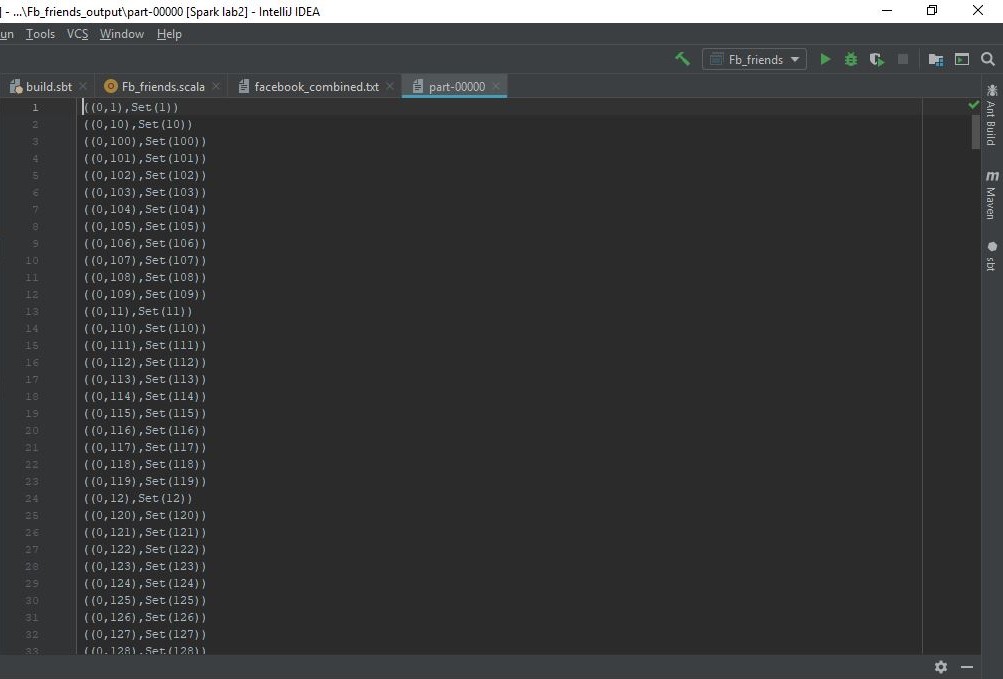 ] - ...\Fb_friends_output\part-00000 [Spark lab2] - IntelliJ IDEA
un Tools VCS Window Help
Fb_friends
build.sbt Fb_friends.scala facebook_combined.txt part-00000
1 ((0,1),Set(1))
2 ((0,10),Set(10))
3 ((0,100),Set(100))
4 ((0,101),Set(101))
5 ((0,102),Set(102))
6 ((0,103),Set(103))
7 ((0,104),Set(104))
8 ((0,105),Set(105))
9 ((0,106),Set(106))
10 ((0,107),Set(107))
11 ((0,108),Set(108))
12 ((0,109),Set(109))
13 ((0,11),Set(11))
14 ((0,110),Set(110))
15 ((0,111),Set(111))
16 ((0,112),Set(112))
17 ((0,113),Set(113))
18 ((0,114),Set(114))
19 ((0,115),Set(115))
20 ((0,116),Set(116))
21 ((0,117),Set(117))
22 ((0,118),Set(118))
23 ((0,119),Set(119))
24 ((0,12),Set(12))
25 ((0,120),Set(120))
26 ((0,121),Set(121))
27 ((0,122),Set(122))
28 ((0,123),Set(123))
29 ((0,124),Set(124))
30 ((0,125),Set(125))
31 ((0,126),Set(126))
32 ((0,127),Set(127))
33 ((0,128),Set(128))
Ant Build
m Maven
sbt